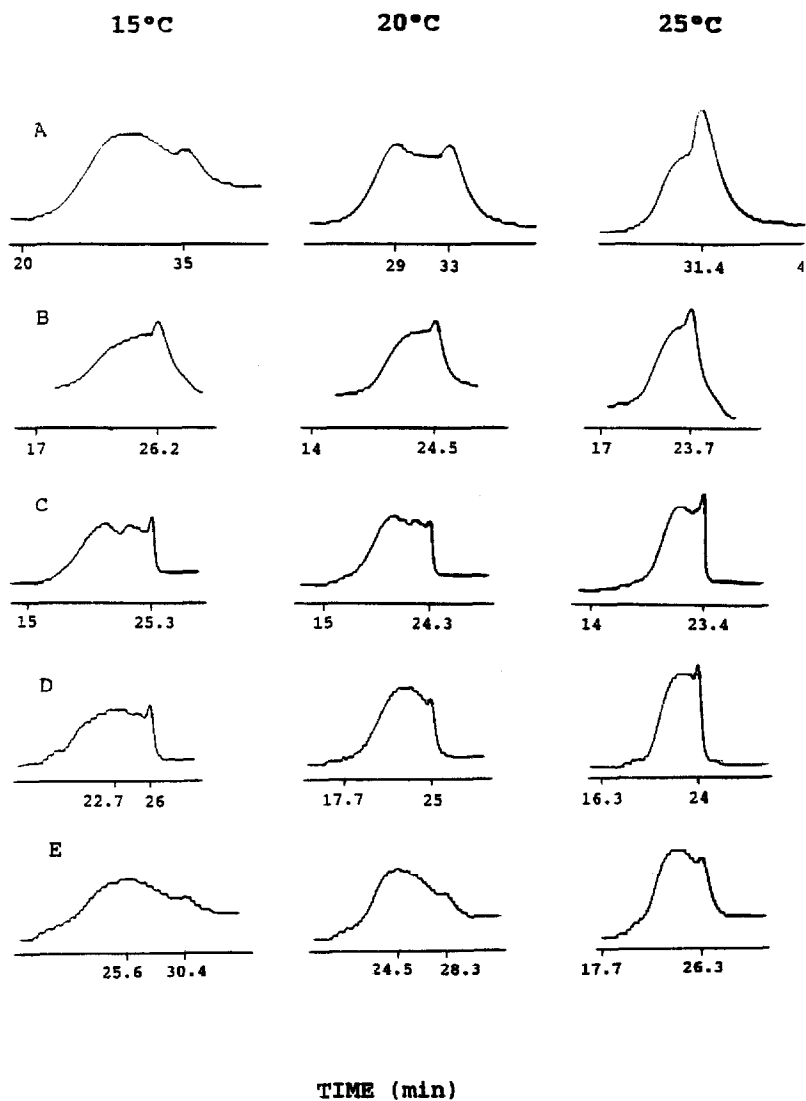 15°C 20°C 25°C
A
20 35 29 33 31.4 4
B
17 26.2 14 24.5 17 23.7
C
15 25.3 15 24.3 14 23.4
D
22.7 26 17.7 25 16.3 24
E
25.6 30.4 24.5 28.3 17.7 26.3
TIME (min)